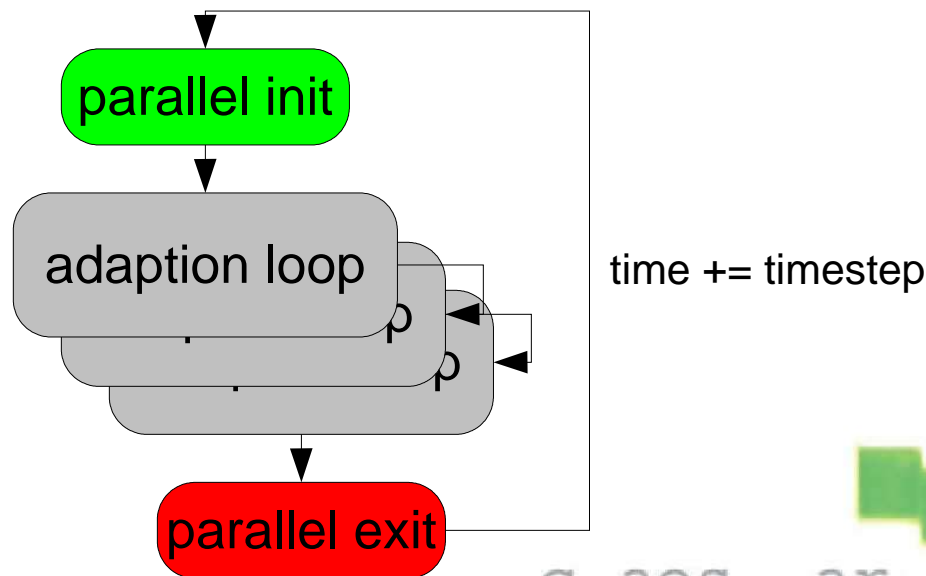 parallel init
adaption loop
time += timestep
parallel exit